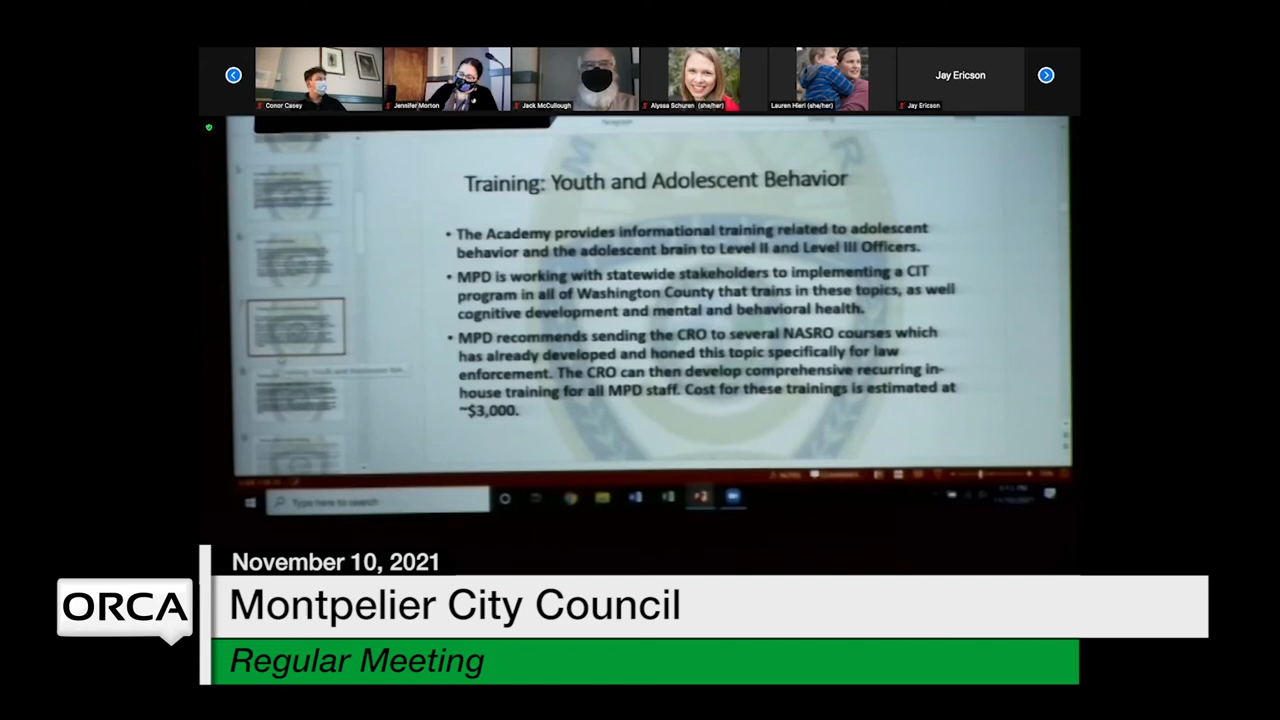 Jay Ericson
Conor Casey
Jennifer Morton
Jack McCullough
Alyssa Schuren (she/her)
Lauren Hierl (she/her)
Jay Ericson
Training: Youth and Adolescent Behavior
• The Academy provides informational training related to adolescent
behavior and the adolescent brain to Level II and Level III Officers.
• MPD is working with statewide stakeholders to implementing a CIT
program in all of Washington County that trains in these topics, as well
cognitive development and mental and behavioral health.
• MPD recommends sending the CRO to several NASRO courses which
has already developed and honed this topic specifically for law
enforcement. The CRO can then develop comprehensive recurring in-
house training for all MPD staff. Cost for these trainings is estimated at
~$3,000.
Type here to search
November 10, 2021
ORCA
Montpelier City Council
Regular Meeting